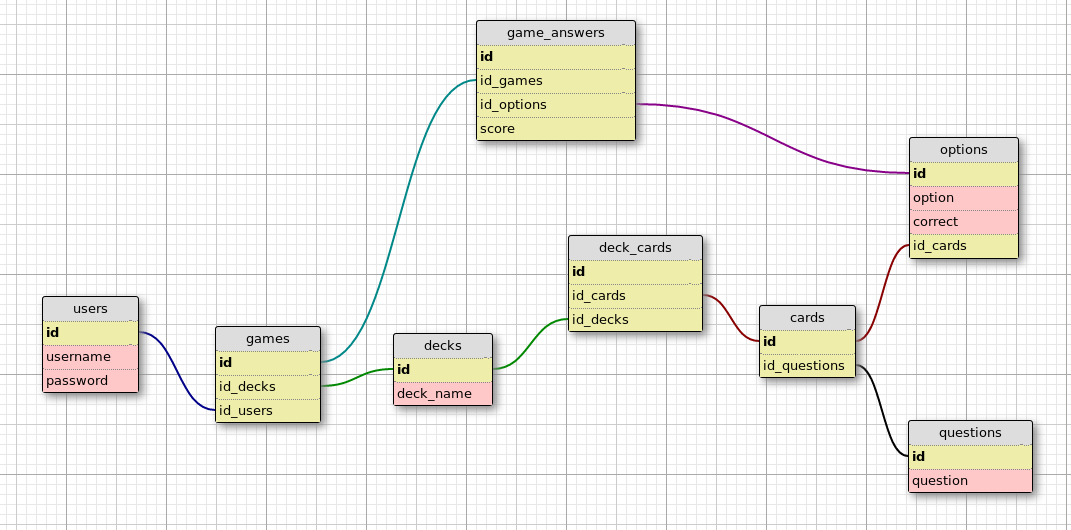 game_answers
id
id_games
id_options
score
options
id
option
correct
id_cards
deck_cards
id
id_cards
id_decks
users
id
username
password
games
id
id_decks
id_users
decks
id
deck_name
cards
id
id_questions
questions
id
question